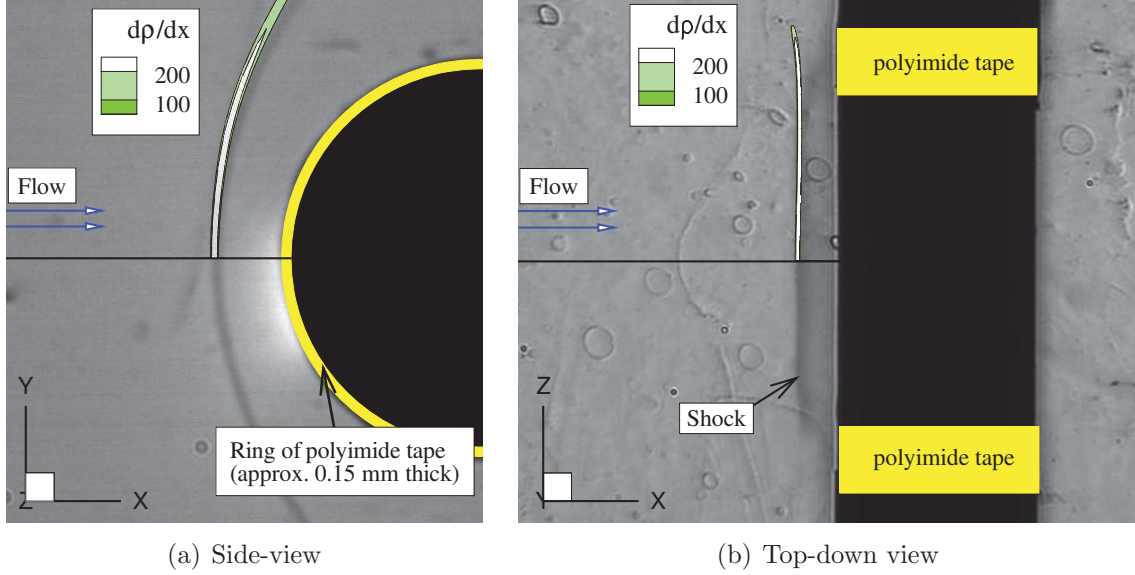 dρ/dx
200
100
Flow
Y
Z
X
Ring of polyimide tape
(approx. 0.15 mm thick)
(a) Side-view
dρ/dx
200
100
polyimide tape
Flow
Z
Y
X
Shock
polyimide tape
(b) Top-down view